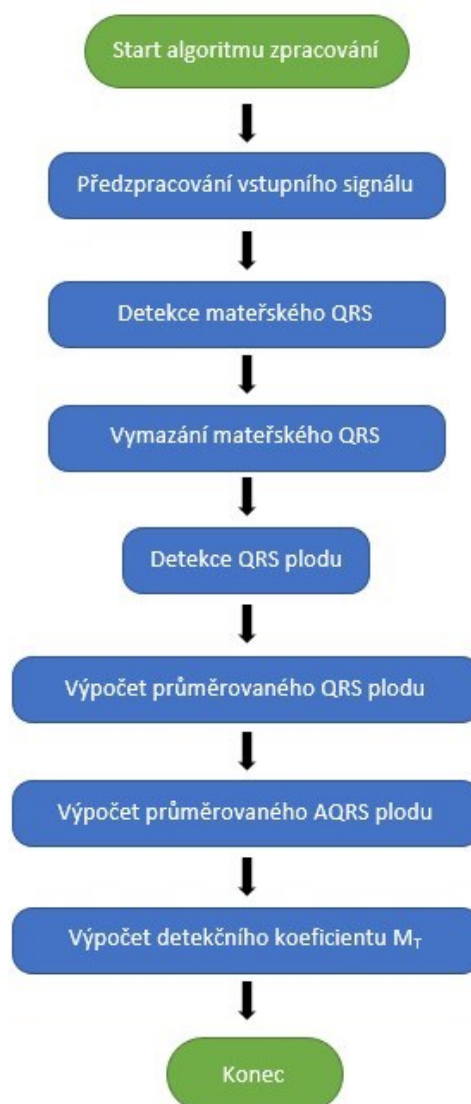 Start algoritmu zpracování
Předzpracování vstupního signálu
Detekce mateřského QRS
Vymazání mateřského QRS
Detekce QRS plodu
Výpočet průměrovaného QRS plodu
Výpočet průměrovaného AQRS plodu
Výpočet detekčního koeficientu M_T
Konec